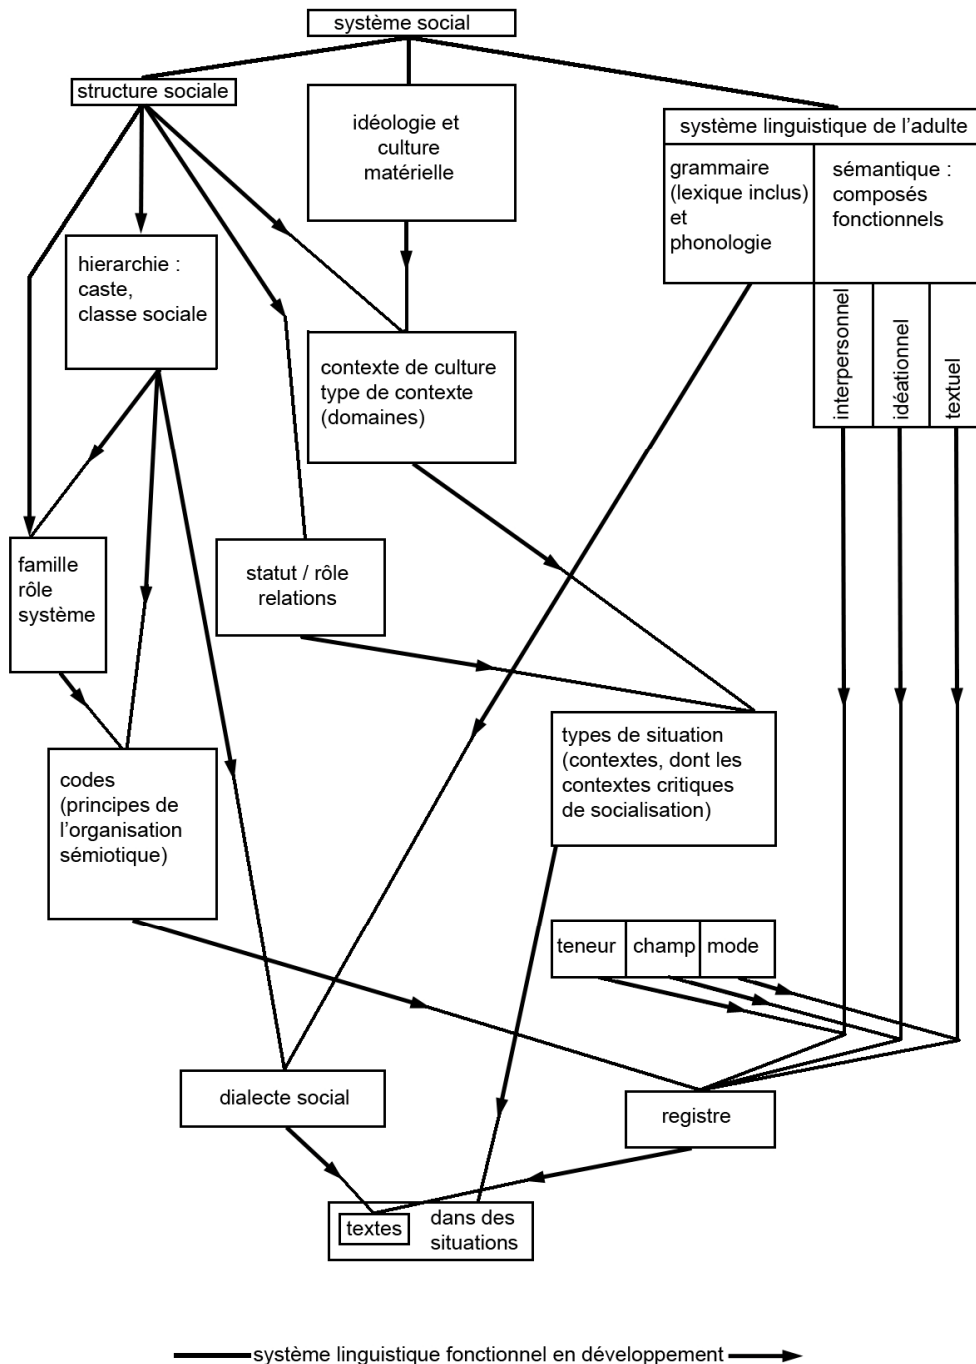 système social
structure sociale
idéologie et
culture
matérielle
système linguistique de l'adulte
grammaire
(lexique inclus)
et
phonologie
sémantique :
composés
fonctionnels
hierarchie :
caste,
classe sociale
interpersonnel
idéationnel
textuel
contexte de culture
type de contexte
(domaines)
famille
rôle
système
statut / rôle
relations
types de situation
(contextes, dont les
contextes critiques
de socialisation)
codes
(principes de
l'organisation
sémiotique)
teneur
champ
mode
dialecte social
registre
textes
dans des
situations
système linguistique fonctionnel en développement